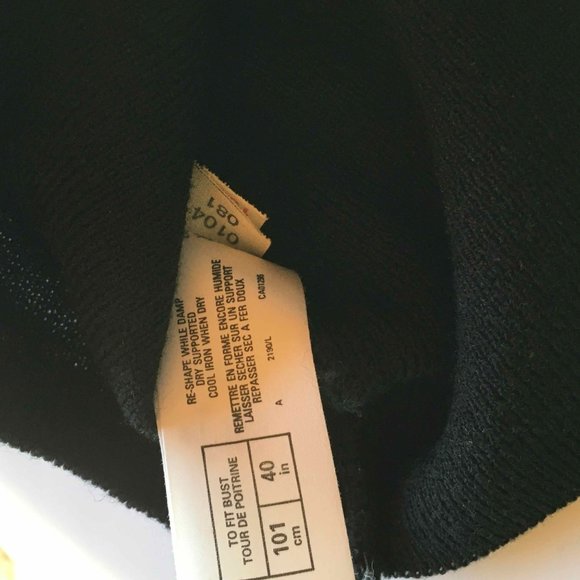 0104
081
RE-SHAPE WHILE DAMP
DRY SUPPORTED
COOL IRON WHEN DRY
REMETTRE EN FORME ENCORE HUMIDE
LAISSER SECHER SUR UN SUPPORT
REPASSER SEC A FER DOUX
2190/L CA01286
A
TO FIT BUST
TOUR DE POITRINE
40 in
101 cm